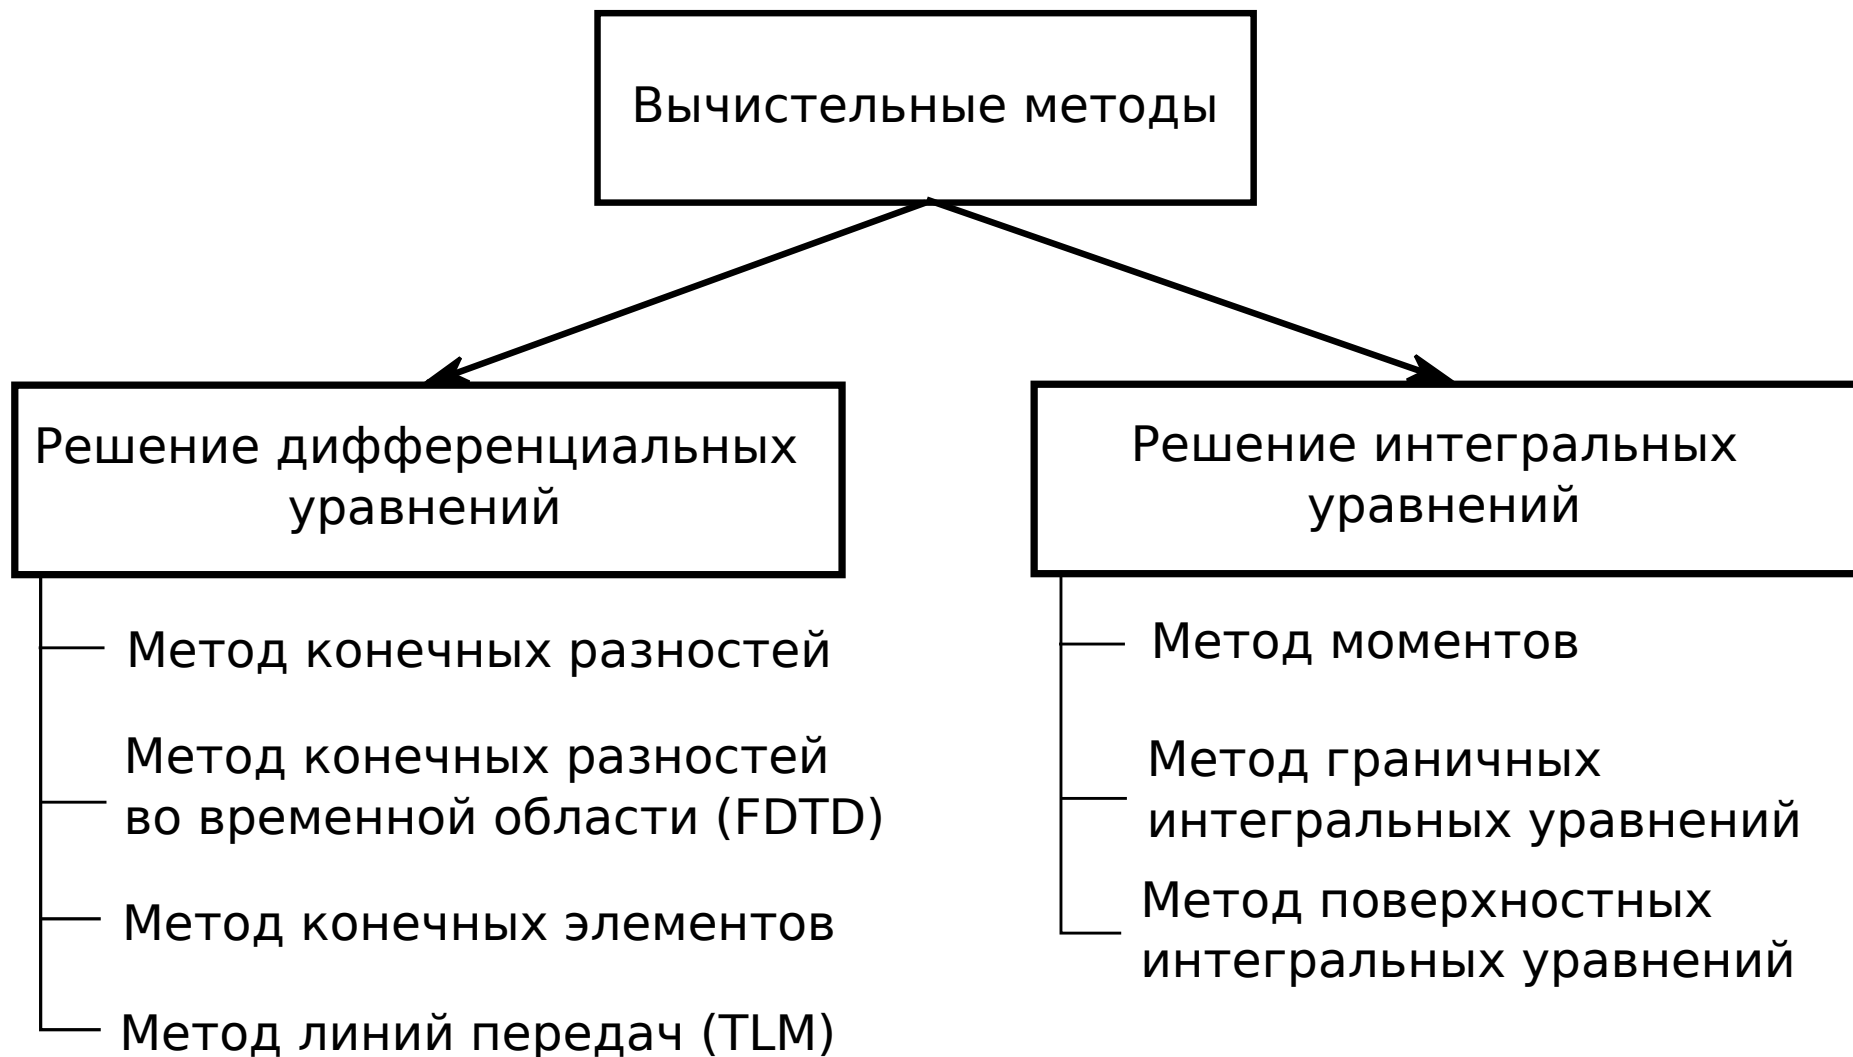 Вычистельные методы
Решение дифференциальных
уравнений
Метод конечных разностей
Метод конечных разностей
во временной области (FDTD)
Метод конечных элементов
Метод линий передач (TLM)
Решение интегральных
уравнений
Метод моментов
Метод граничных
интегральных уравнений
Метод поверхностных
интегральных уравнений